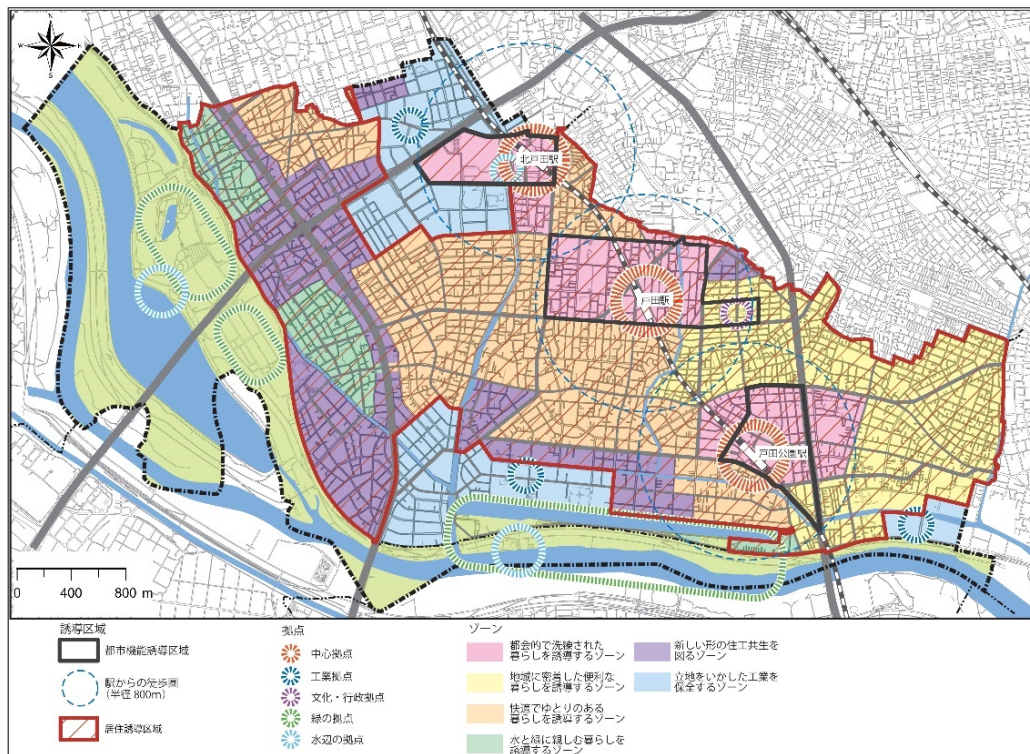 N
W
E
S
北戸田駅
戸田駅
戸田公園駅
0 400 800 m
誘導区域
都市機能誘導区域
駅からの徒歩圏
(半径 800m)
居住誘導区域
拠点
中心拠点
工業拠点
文化・行政拠点
緑の拠点
水辺の拠点
ゾーン
都会的で洗練された
暮らしを誘導するゾーン
地域に密着した便利な
暮らしを誘導するゾーン
快適でゆとりのある
暮らしを誘導するゾーン
水と緑に親しむ暮らしを
誘導するゾーン
新しい形の住工共生を
図るゾーン
立地をいかした工業を
保全するゾーン